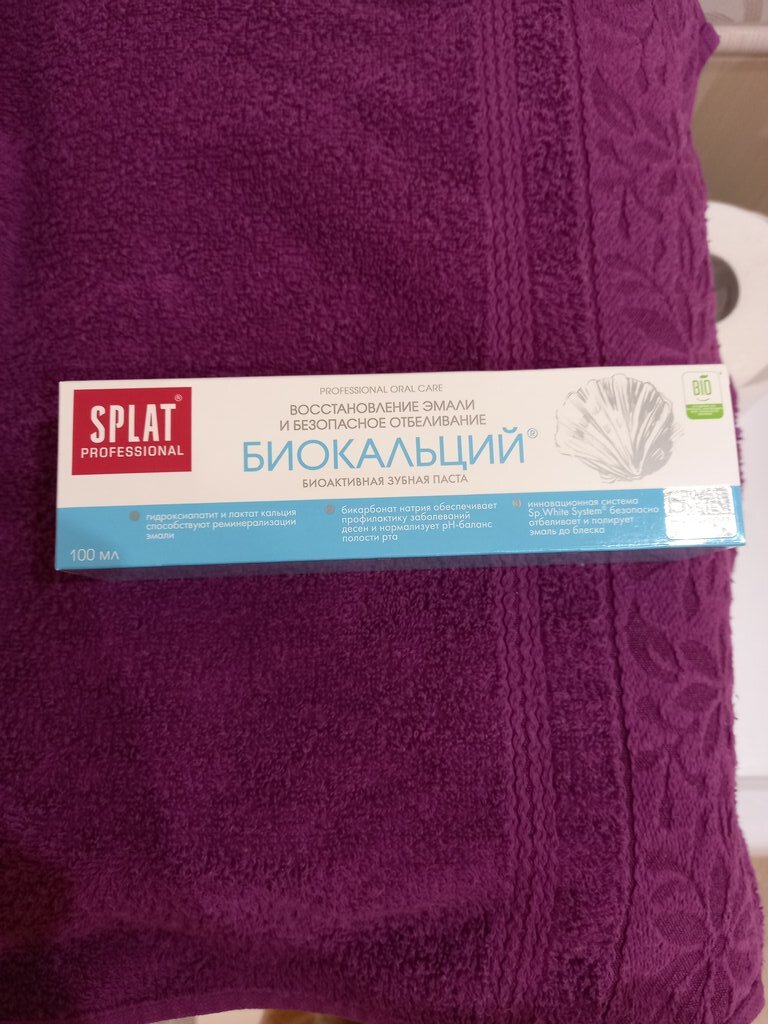 SPLAT®
PROFESSIONAL
PROFESSIONAL ORAL CARE
ВОССТАНОВЛЕНИЕ ЭМАЛИ
И БЕЗОПАСНОЕ ОТБЕЛИВАНИЕ
БИОКАЛЬЦИЙ®
БИОАКТИВНАЯ ЗУБНАЯ ПАСТА
BIO
гидроксиапатит и лактат кальция
способствуют реминерализации
эмали
бикарбонат натрия обеспечивает
профилактику заболеваний
десен и нормализует pH-баланс
полости рта
инновационная система
Sp.White System® безопасно
отбеливает и полирует
эмаль до блеска
100 мл